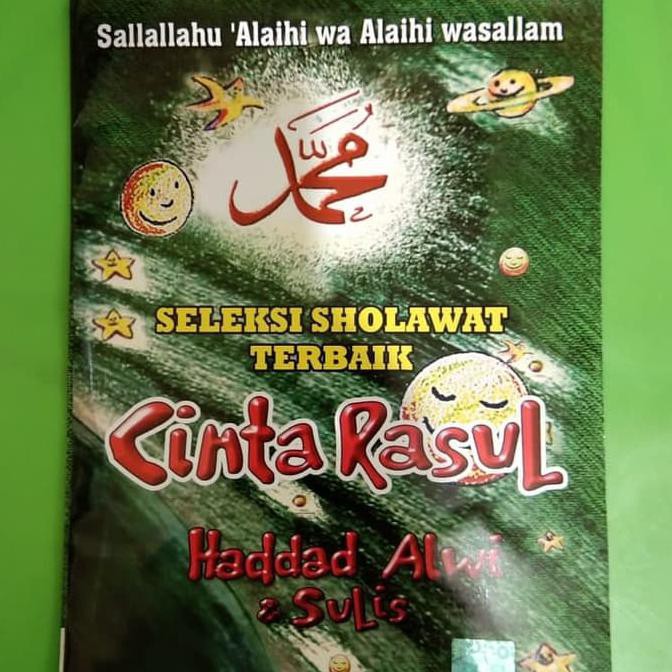 Sallallahu 'Alaihi wa Alaihi wasallam
محمد
SELEKSI SHOLAWAT
TERBAIK
Cinta Rasul
Haddad Alwi
& Sulis